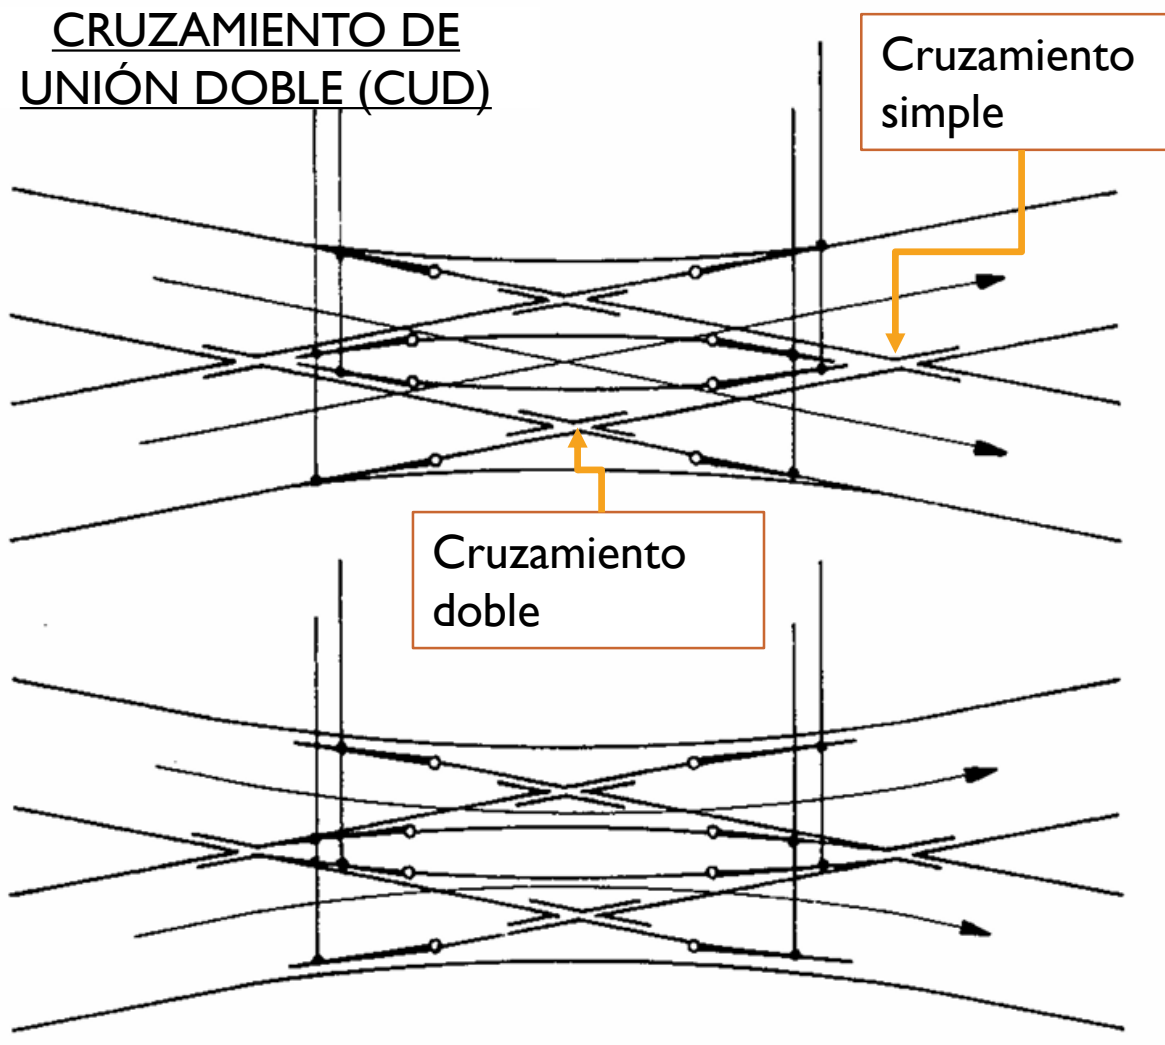 CRUZAMIENTO DE
UNIÓN DOBLE (CUD)
Cruzamiento
simple
Cruzamiento
doble